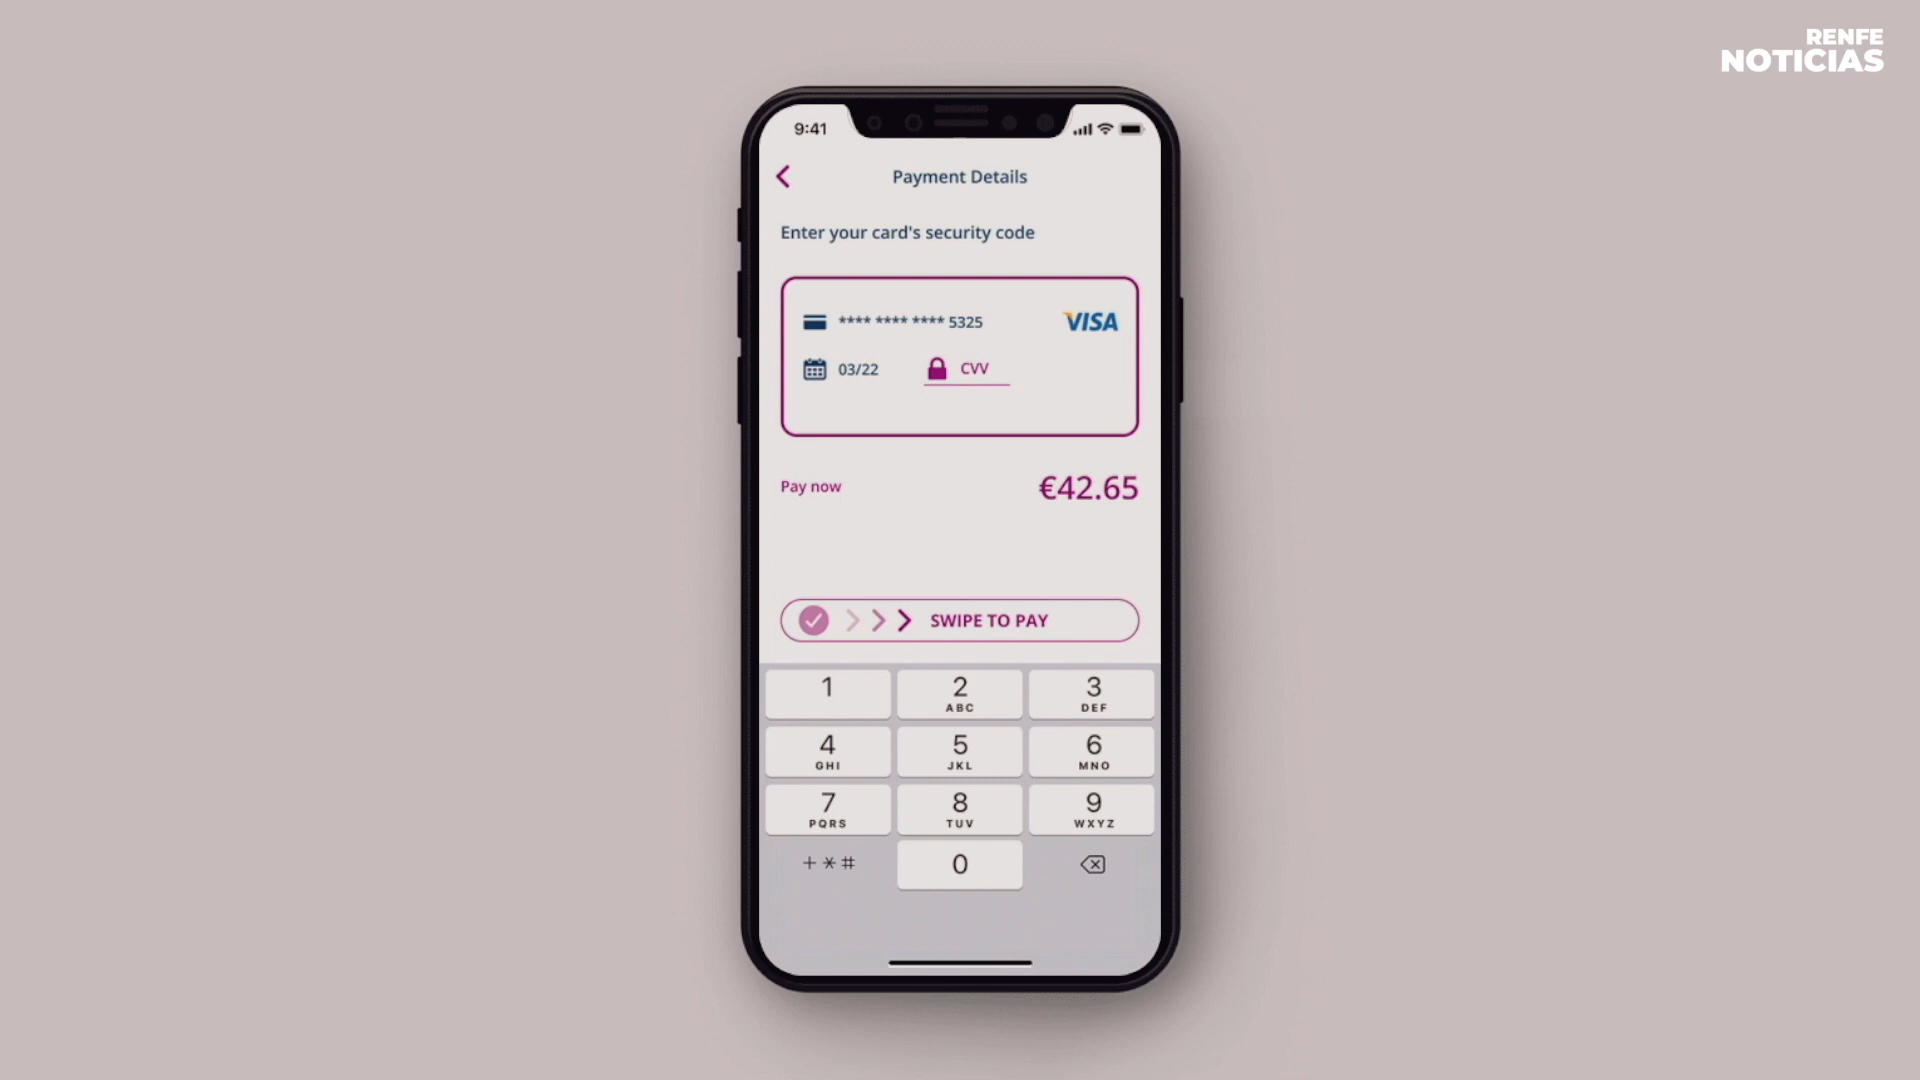 RENFE
NOTICIAS
9:41
Payment Details
Enter your card's security code
**** **** **** 5325
VISA
03/22
CVV
Pay now
€42.65
SWIPE TO PAY
1
2
ABC
3
DEF
4
GHI
5
JKL
6
MNO
7
PQRS
8
TUV
9
WXYZ
+*#
0